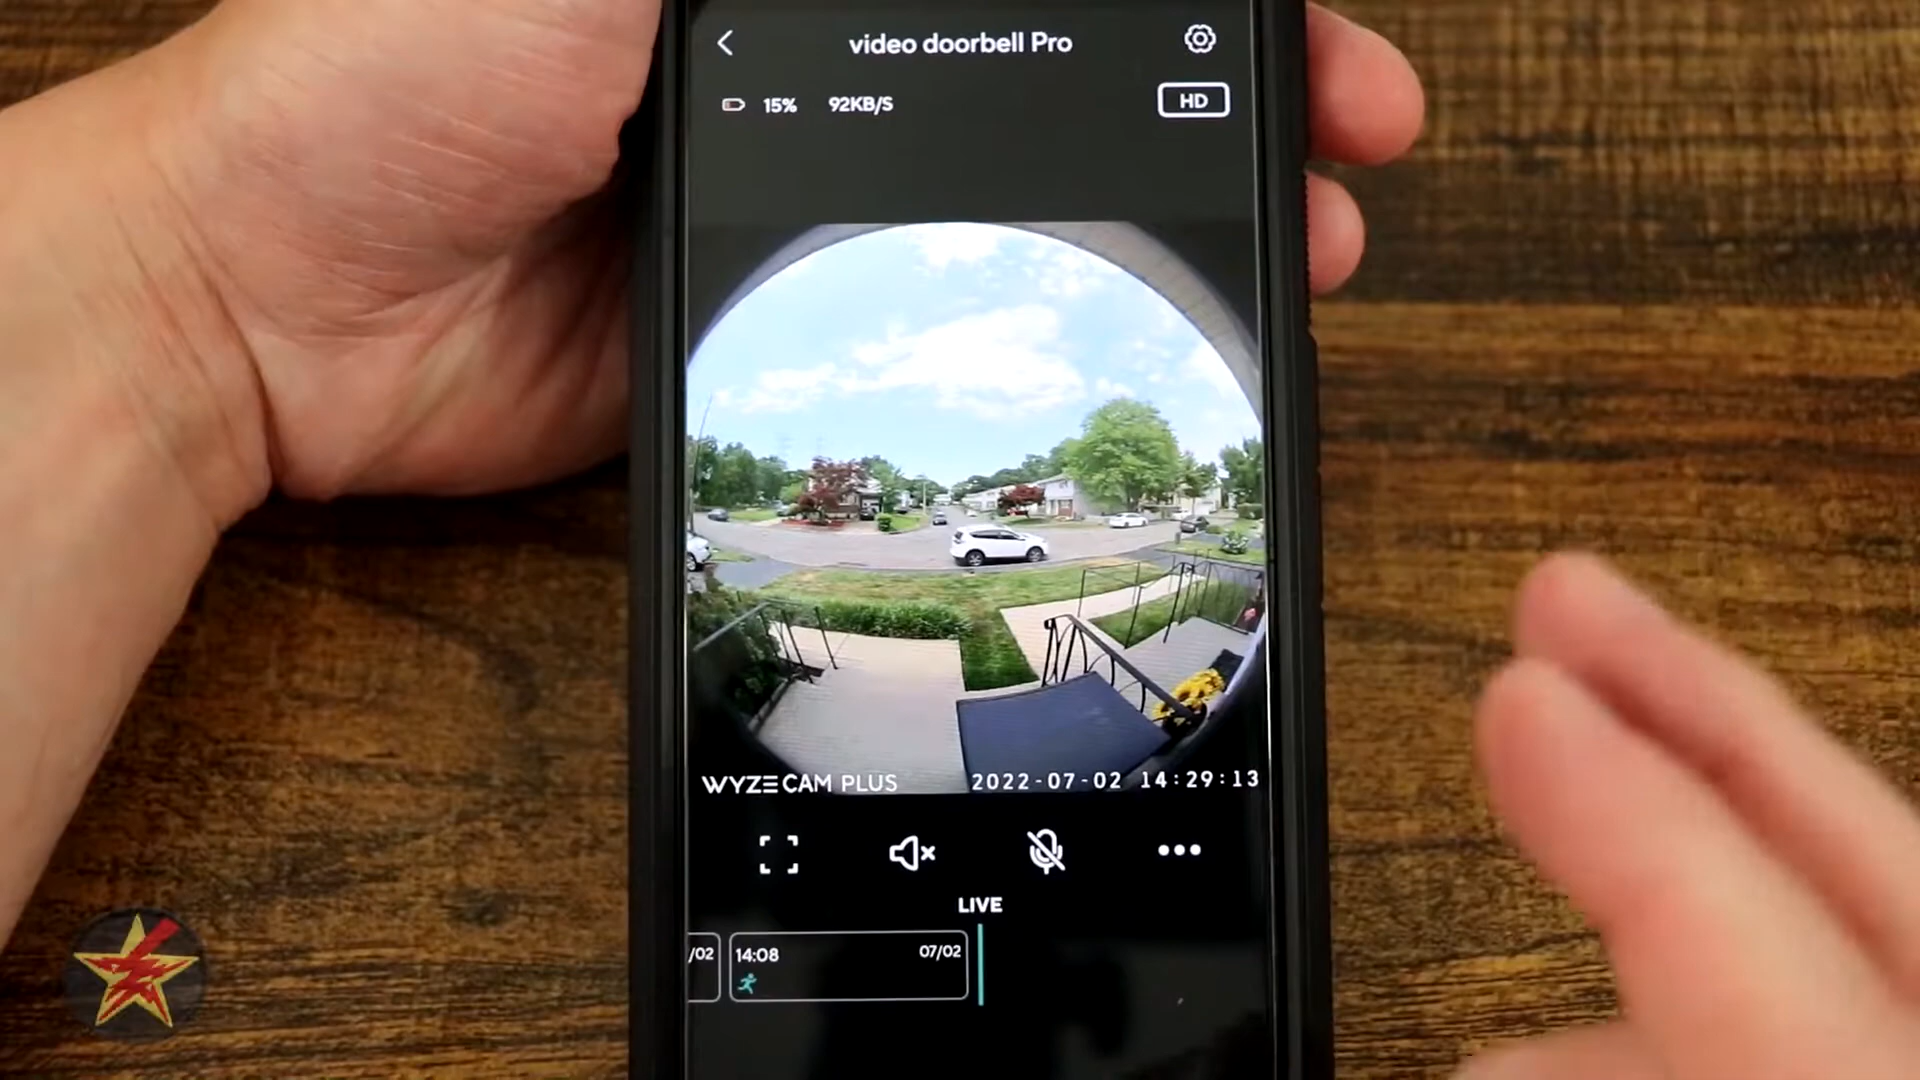 video doorbell Pro
15% 92KB/S
HD
WYZE CAM PLUS 2022-07-02 14:29:13
LIVE
/02 14:08 07/02